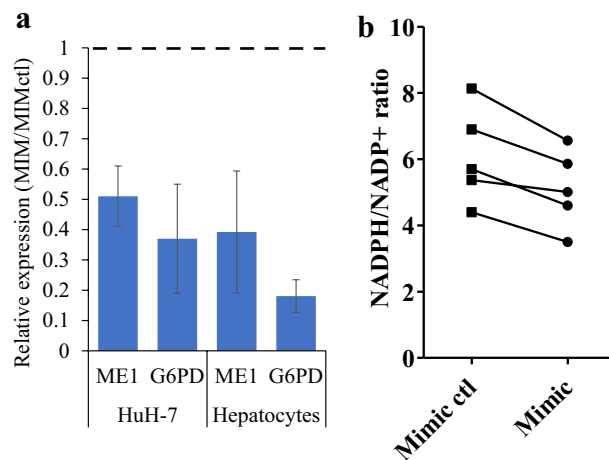 a
Relative expression (MIM/MIMctl)
1
0.9
0.8
0.7
0.6
0.5
0.4
0.3
0.2
0.1
0
ME1 G6PD ME1 G6PD
HuH-7 Hepatocytes
b
NADPH/NADP+ ratio
10
8
6
4
2
0
Mimic ctl
Mimic